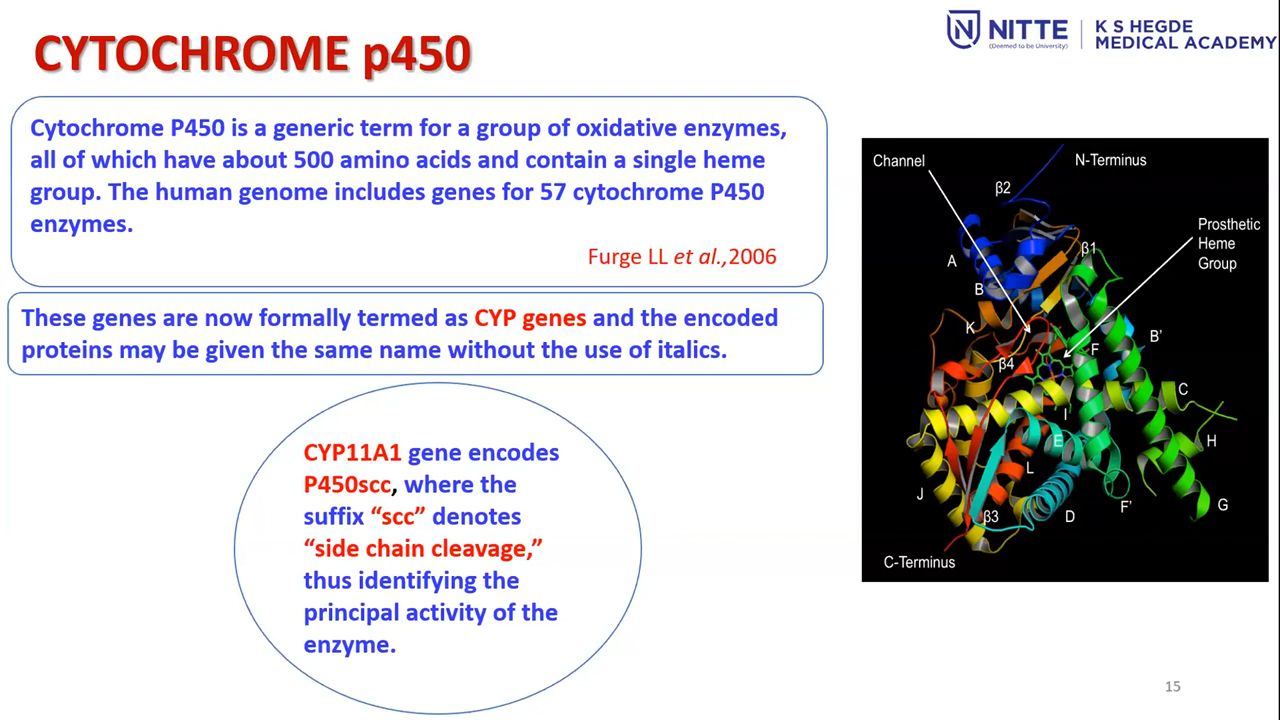 CYTOCHROME p450
NITTE
(Deemed to be University)
K S HEGDE
MEDICAL ACADEMY
Cytochrome P450 is a generic term for a group of oxidative enzymes,
all of which have about 500 amino acids and contain a single heme
group. The human genome includes genes for 57 cytochrome P450
enzymes.
Furge LL et al.,2006
These genes are now formally termed as CYP genes and the encoded
proteins may be given the same name without the use of italics.
CYP11A1 gene encodes
P450scc, where the
suffix “scc” denotes
“side chain cleavage,”
thus identifying the
principal activity of the
enzyme.
Channel
N-Terminus
β2
Prosthetic
Heme
Group
β1
A
B
K
B'
F
β4
C
I
H
E
L
J
G
F'
D
β3
C-Terminus
15